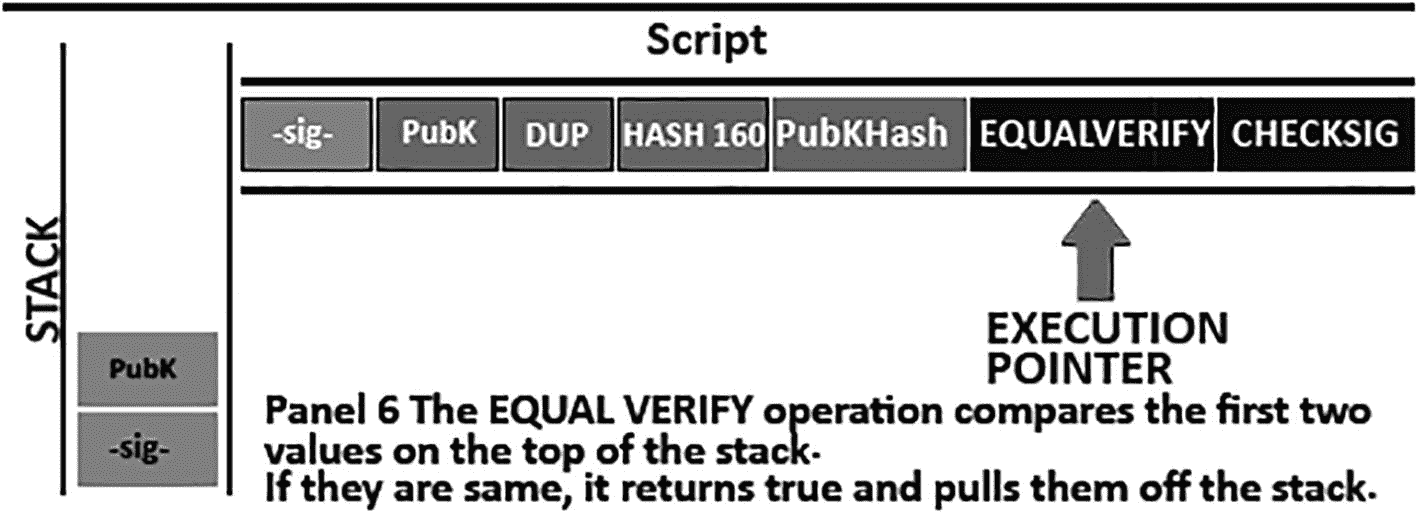 Script
-sig- PubK DUP HASH 160 PubKHash EQUALVERIFY CHECKSIG
STACK
EXECUTION
POINTER
PubK
-sig-
Panel 6 The EQUAL VERIFY operation compares the first two
values on the top of the stack.
If they are same, it returns true and pulls them off the stack.